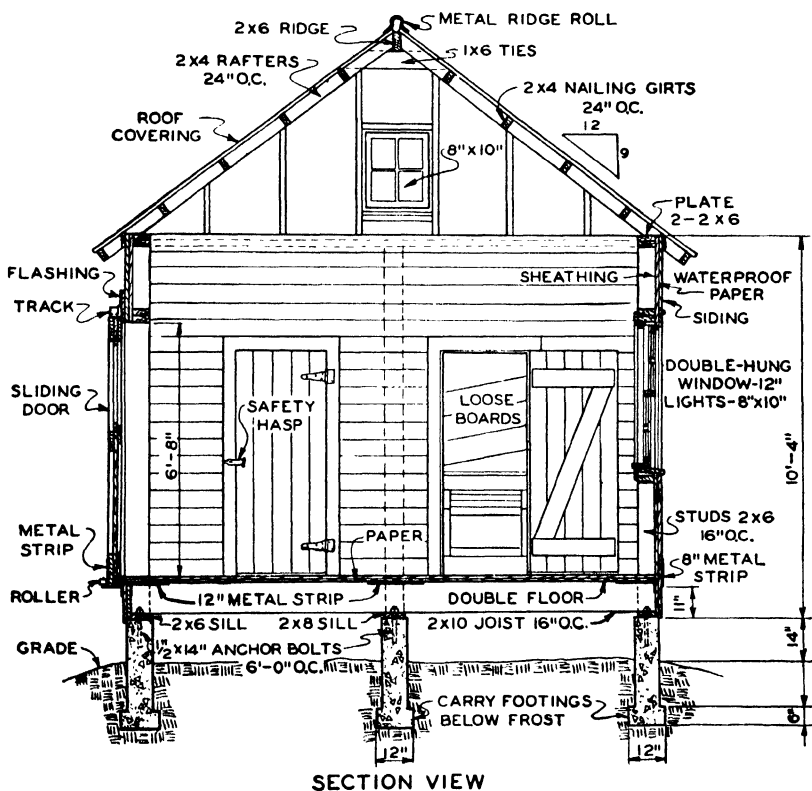 METAL RIDGE ROLL
2x6 RIDGE
1x6 TIES
2x4 RAFTERS
24" O.C.
2x4 NAILING GIRTS
24" O.C.
ROOF
COVERING
12
9
8"x10"
PLATE
2-2x6
FLASHING
SHEATHING
WATERPROOF
PAPER
TRACK
SIDING
DOUBLE-HUNG
WINDOW-12"
LIGHTS-8"x10"
SLIDING
DOOR
SAFETY
HASP
LOOSE
BOARDS
6'-8"
10'-4"
STUDS 2x6
16" O.C.
METAL
STRIP
PAPER
8" METAL
STRIP
ROLLER
12" METAL STRIP
DOUBLE FLOOR
11"
2x6 SILL
2x8 SILL
2x10 JOIST 16" O.C.
1/2"x14" ANCHOR BOLTS
6'-0" O.C.
14"
GRADE
CARRY FOOTINGS
BELOW FROST
6"
12"
12"
SECTION VIEW